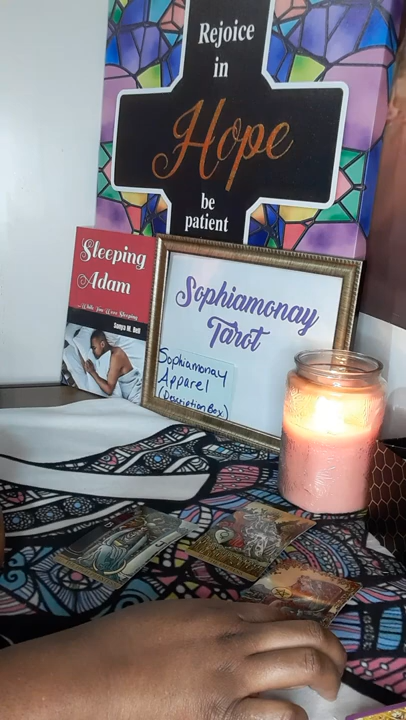 Rejoice
in
Hope
be
patient
Sleeping
Adam
Sanya M. Bell
Sophiamonay
Tarot
Sophiamonay
Apparel
(Description Box)